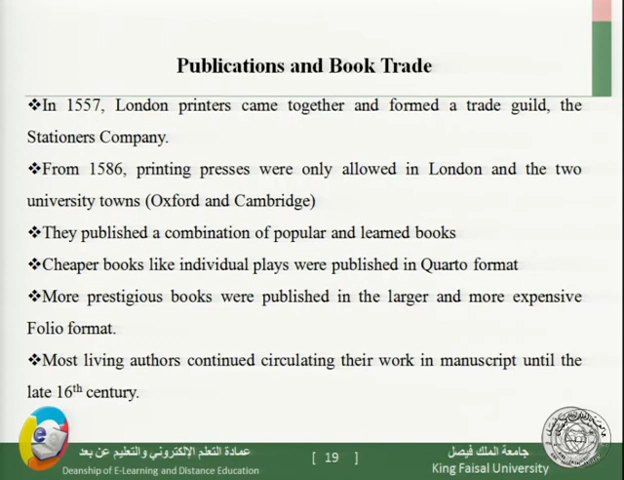 Publications and Book Trade
❖In 1557, London printers came together and formed a trade guild, the
Stationers Company.
❖From 1586, printing presses were only allowed in London and the two
university towns (Oxford and Cambridge)
❖They published a combination of popular and learned books
❖Cheaper books like individual plays were published in Quarto format
❖More prestigious books were published in the larger and more expensive
Folio format.
❖Most living authors continued circulating their work in manuscript until the
late 16th century.
عمادة التعلم الإلكتروني والتعليم عن بعد
Deanship of E-Learning and Distance Education
[ 19 ]
جامعة الملك فيصل
King Faisal University